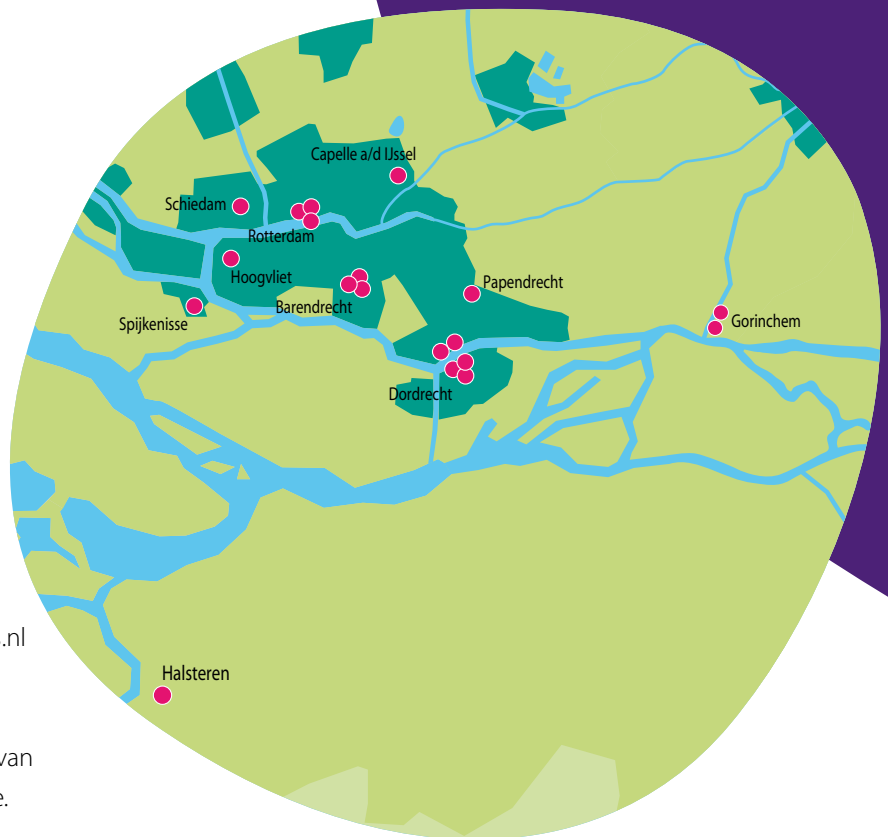 Capelle a/d IJssel
Schiedam
Rotterdam
Hoogvliet
Papendrecht
Barendrecht
Spijkenisse
Gorinchem
Dordrecht
.nl
Halsteren
van
e.